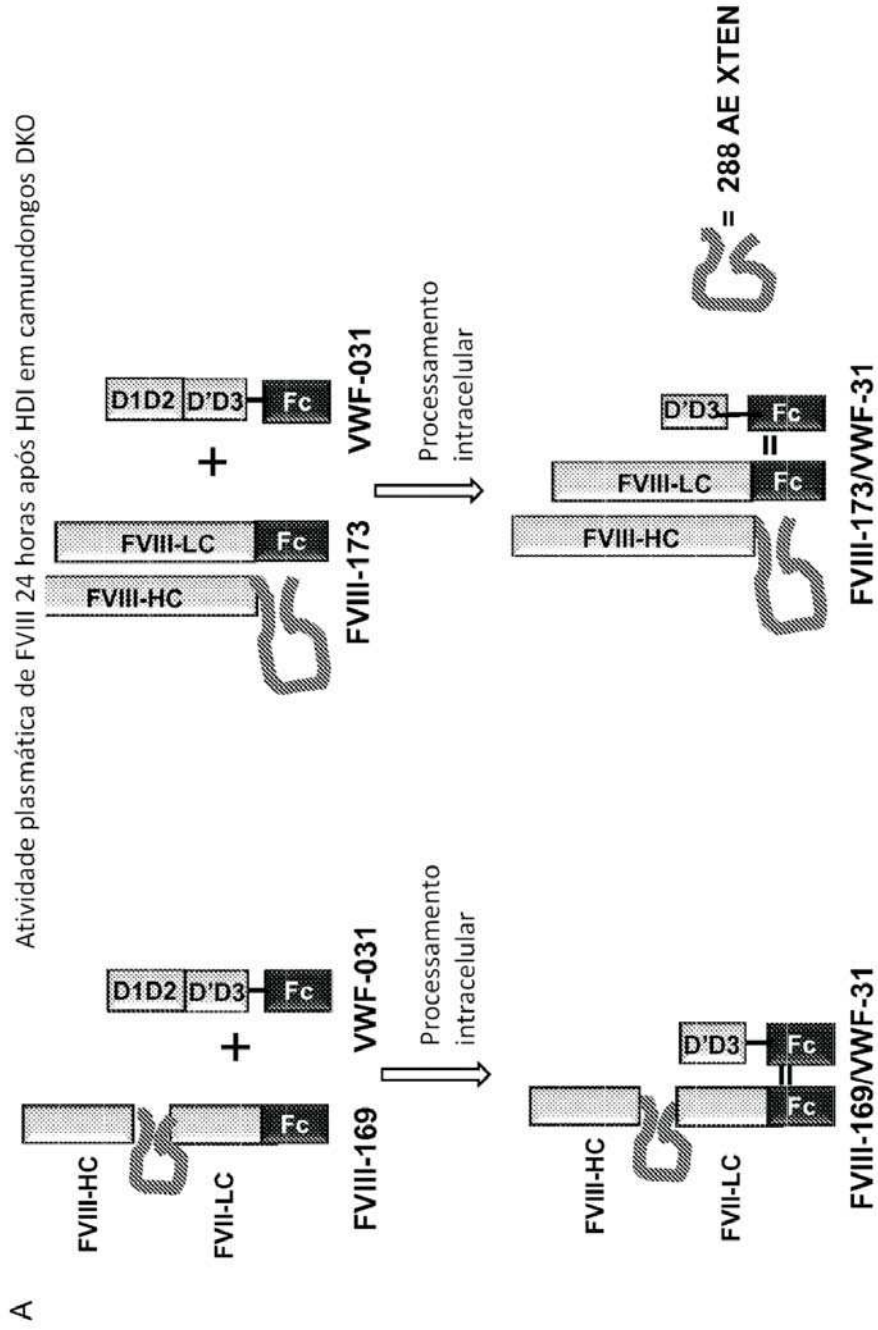 A
Atividade plasmática de FVIII 24 horas após HDI em camundongos DKO
FVIII-HC
FVII-LC
Fc
FVIII-169
+
D1D2
D'D3
Fc
VWF-031
Processamento
intracelular
FVIII-HC
FVII-LC
Fc
D'D3
Fc
FVIII-169/VWF-31
FVIII-HC
FVIII-LC
Fc
FVIII-173
+
D1D2
D'D3
Fc
VWF-031
Processamento
intracelular
FVIII-HC
FVIII-LC
Fc
D'D3
Fc
FVIII-173/VWF-31
= 288 AE XTEN